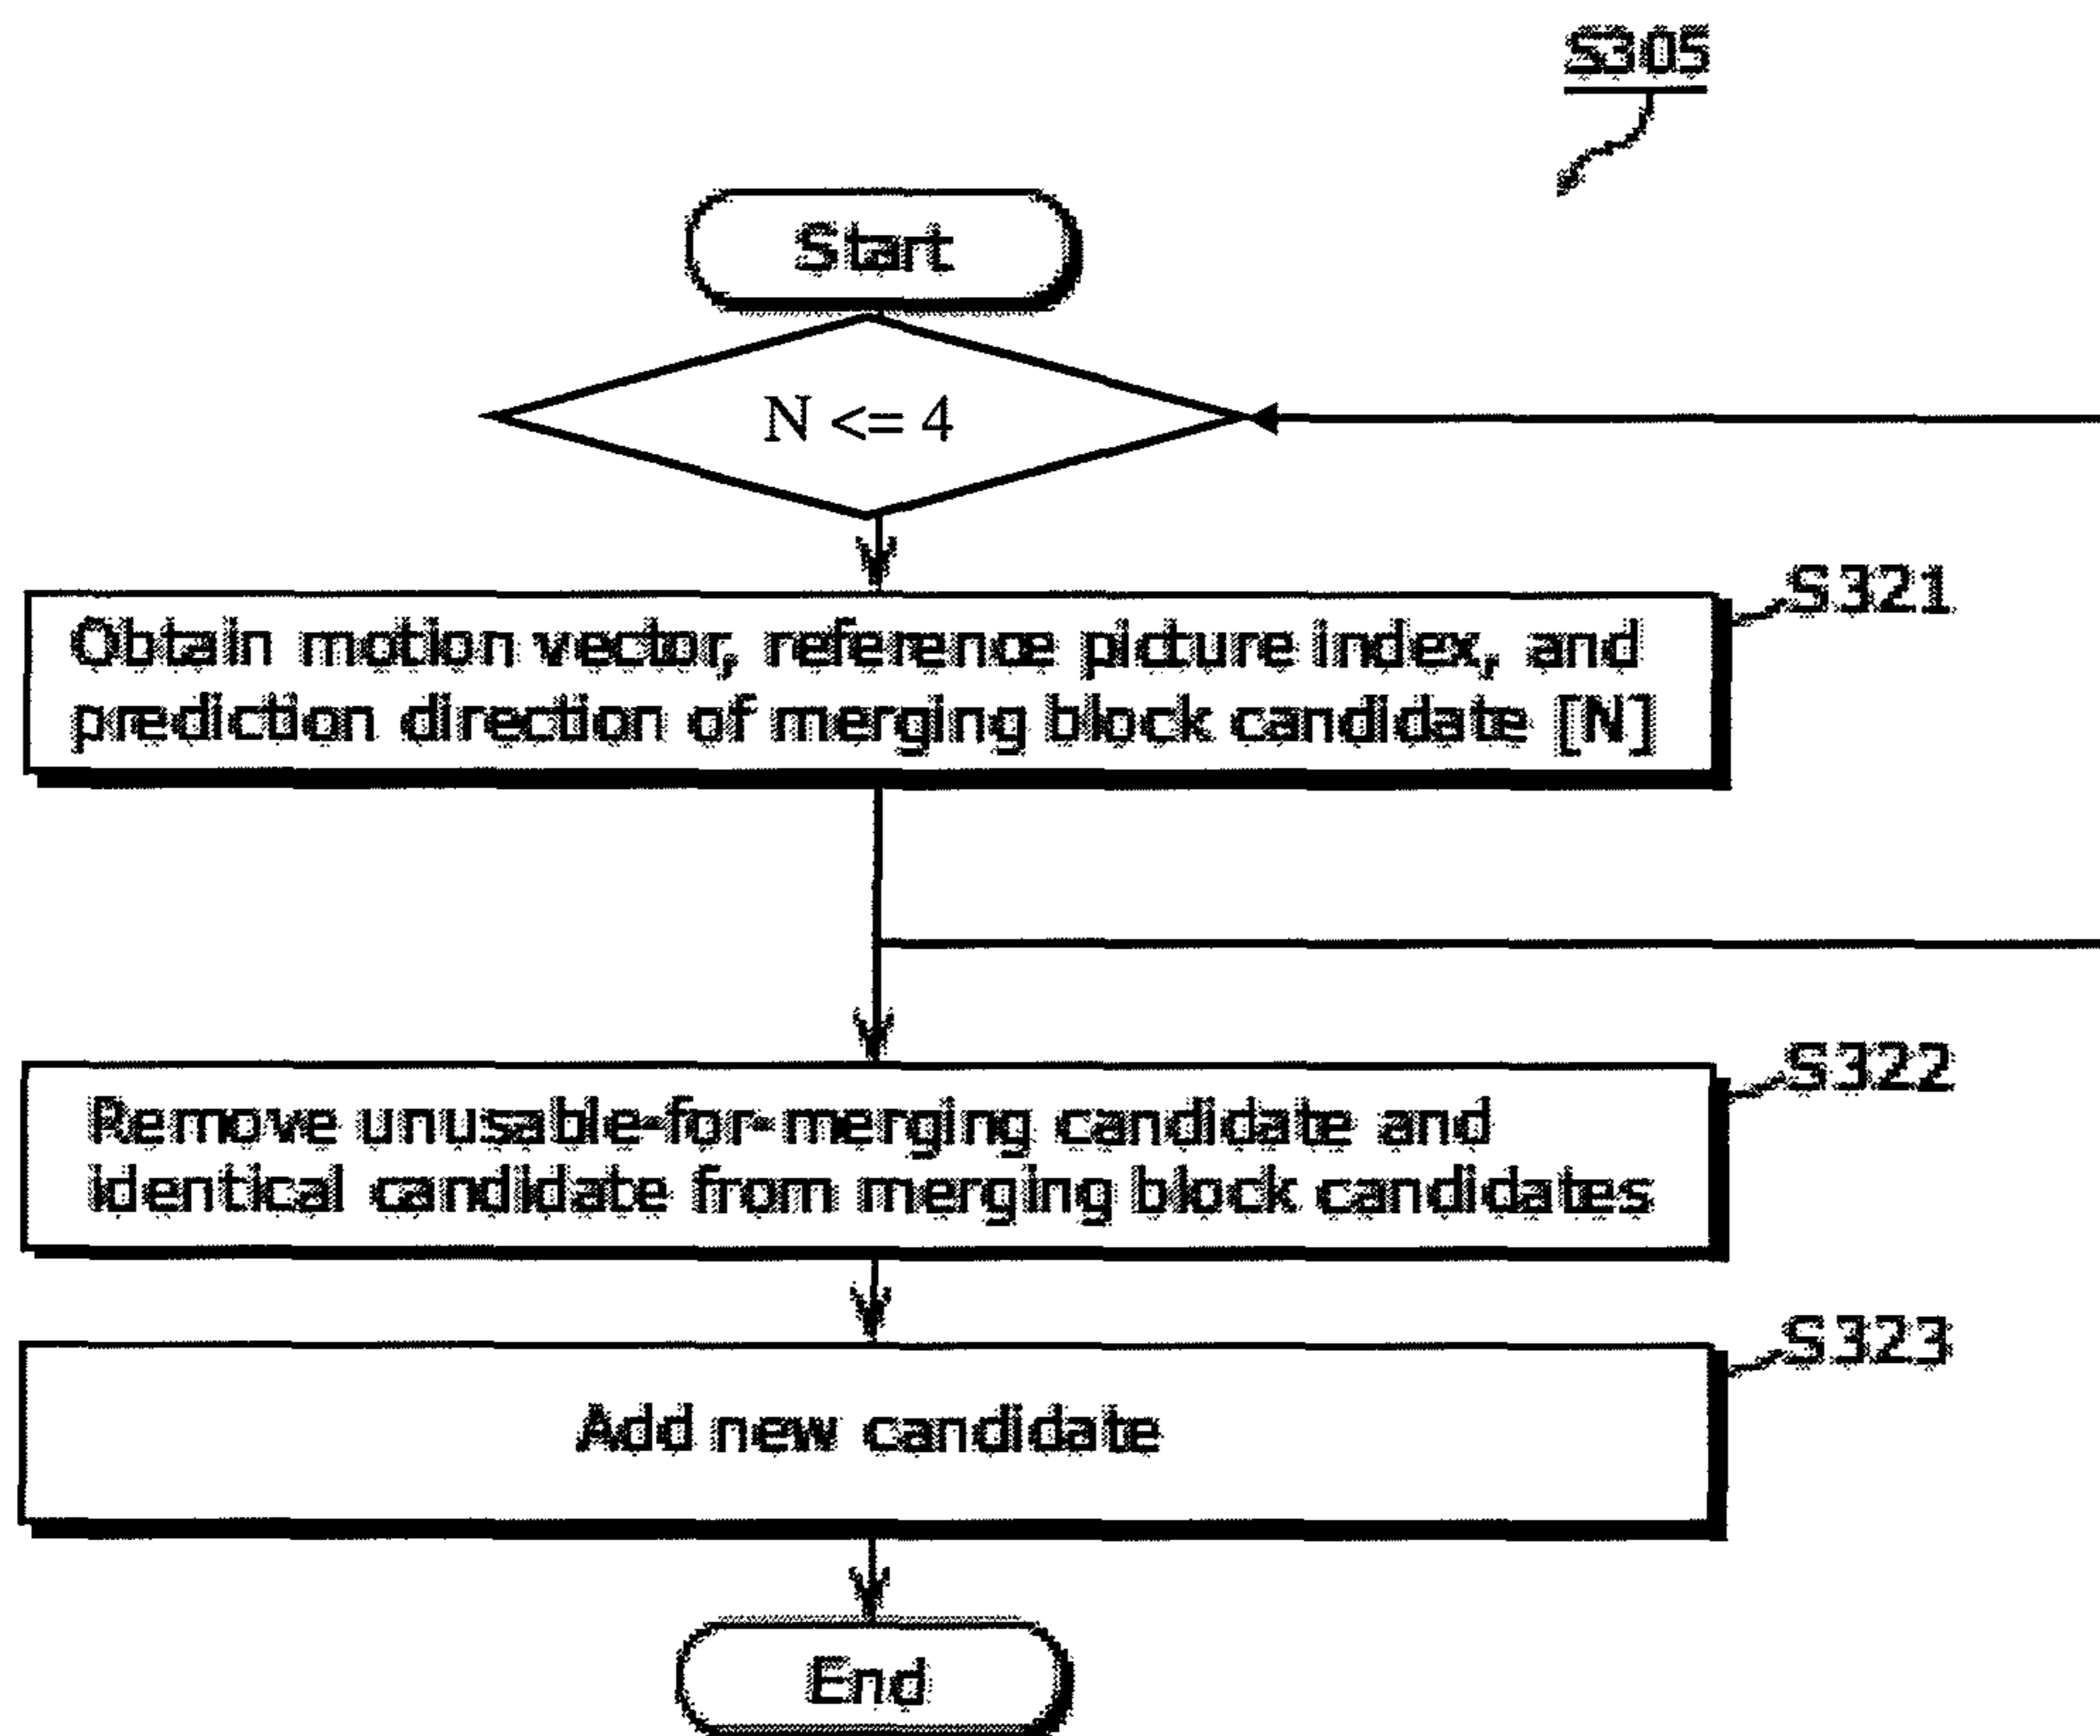 S305
Start
N <= 4
S321
Obtain motion vector, reference picture index, and
prediction direction of merging block candidate [N]
S322
Remove unusable-for-merging candidate and
identical candidate from merging block candidates
S323
Add new candidate
End